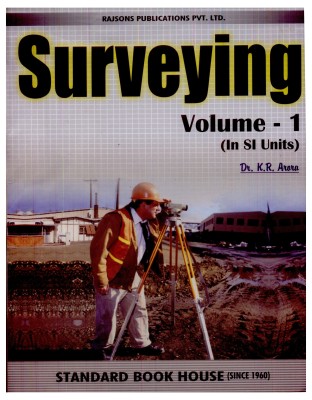 RAJSONS PUBLICATIONS PVT. LTD.
Surveying
Volume - 1
(In SI Units)
Dr. K.R. Arora
STANDARD BOOK HOUSE (SINCE 1960)